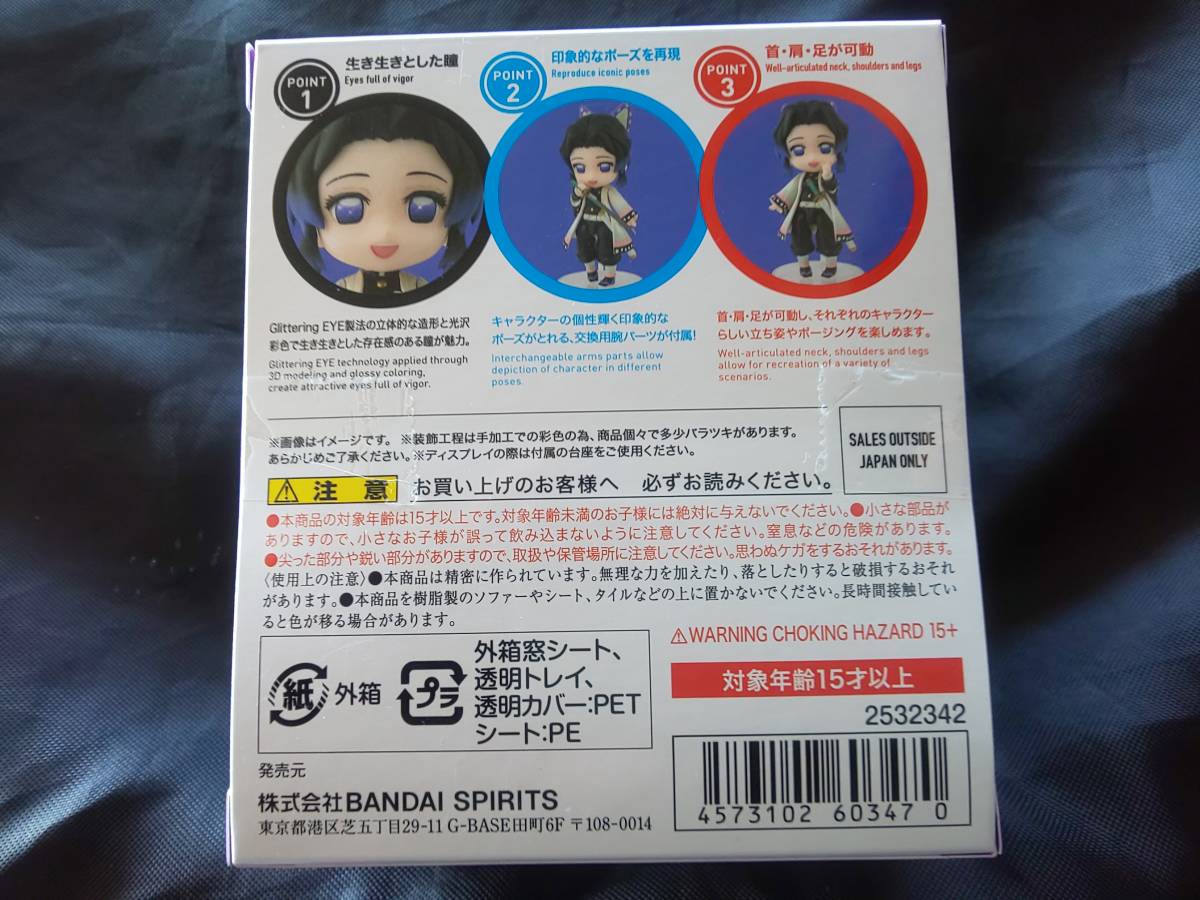 POINT
1
生き生きとした瞳
Eyes full of vigor
Glittering EYE製法の立体的な造形と光沢
彩色で生き生きとした存在感のある瞳が魅力。
Glittering EYE technology applied through
3D modeling and glossy coloring,
create attractive eyes full of vigor.
POINT
2
印象的なポーズを再現
Reproduce iconic poses
キャラクターの個性輝く印象的な
ポーズがとれる、交換用腕パーツが付属!
Interchangeable arms parts allow
depiction of character in different
poses.
POINT
3
首・肩・足が可動
Well-articulated neck, shoulders and legs
首・肩・足が可動し、それぞれのキャラクター
らしい立ち姿やポージングを楽しめます。
Well-articulated neck, shoulders and legs
allow for recreation of a variety of
scenarios.
※画像はイメージです。 ※装飾工程は手加工での彩色の為、商品個々で多少バラツキがあります。
あらかじめご了承ください。※ディスプレイの際は付属の台座をご使用ください。
SALES OUTSIDE
JAPAN ONLY
注 意 お買い上げのお客様へ 必ずお読みください。
●本商品の対象年齢は15才以上です。対象年齢未満のお子様には絶対に与えないでください。●小さな部品が
ありますので、小さなお子様が誤って飲み込まないように注意してください。窒息などの危険があります。
●尖った部分や鋭い部分がありますので、取扱や保管場所に注意してください。思わぬケガをするおそれがあります。
〈使用上の注意〉●本商品は精密に作られています。無理な力を加えたり、落としたりすると破損するおそれ
があります。●本商品を樹脂製のソファーやシート、タイルなどの上に置かないでください。長時間接触してい
ると色が移る場合があります。
紙 外箱
プラ
外箱窓シート、
透明トレイ、
透明カバー:PET
シート:PE
⚠WARNING CHOKING HAZARD 15+
対象年齢15才以上
2532342
4573102 60347 0
発売元
株式会社BANDAI SPIRITS
東京都港区芝五丁目29-11 G-BASE田町6F 〒108-0014